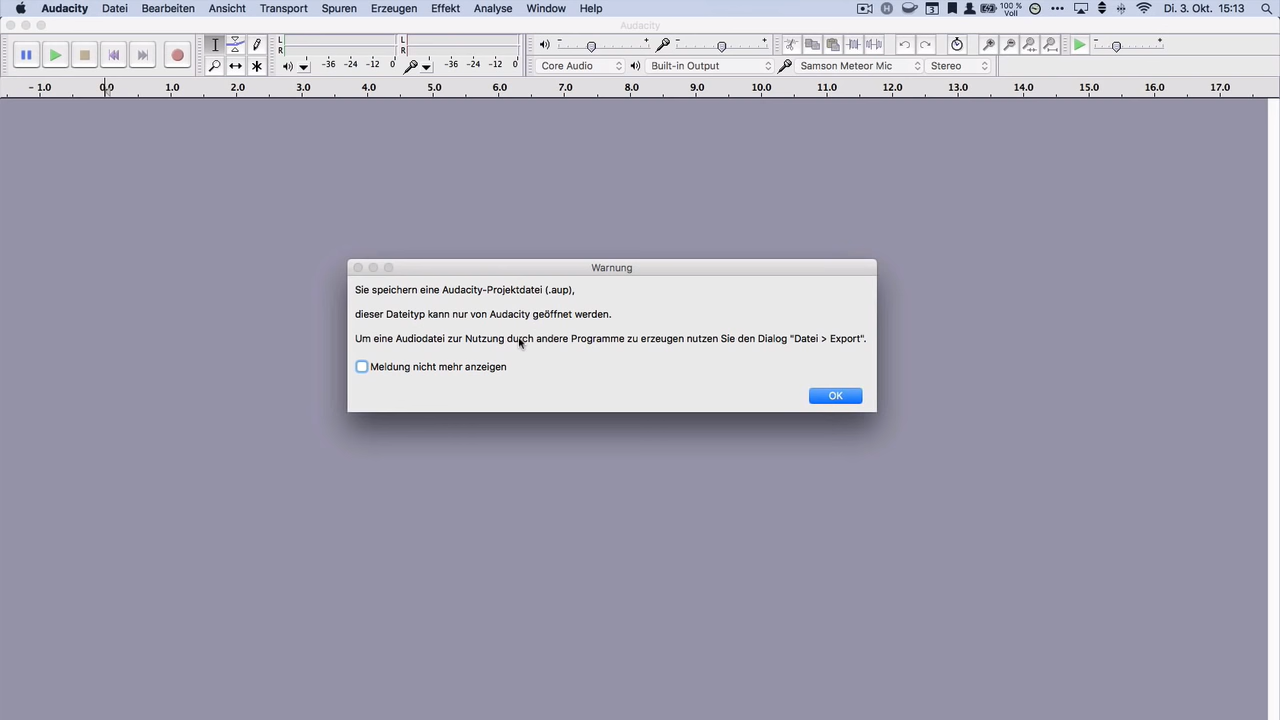 Audacity Datei Bearbeiten Ansicht Transport Spuren Erzeugen Effekt Analyse Window Help 3 100 % Voll Di. 3. Okt. 15:13
Audacity
L R -36 -24 -12 0 L R -36 -24 -12 0
- + - + - +
Core Audio Built-in Output Samson Meteor Mic Stereo
- 1.0 0.0 1.0 2.0 3.0 4.0 5.0 6.0 7.0 8.0 9.0 10.0 11.0 12.0 13.0 14.0 15.0 16.0 17.0
Warnung
Sie speichern eine Audacity-Projektdatei (.aup),
dieser Dateityp kann nur von Audacity geöffnet werden.
Um eine Audiodatei zur Nutzung durch andere Programme zu erzeugen nutzen Sie den Dialog "Datei > Export".
Meldung nicht mehr anzeigen
OK